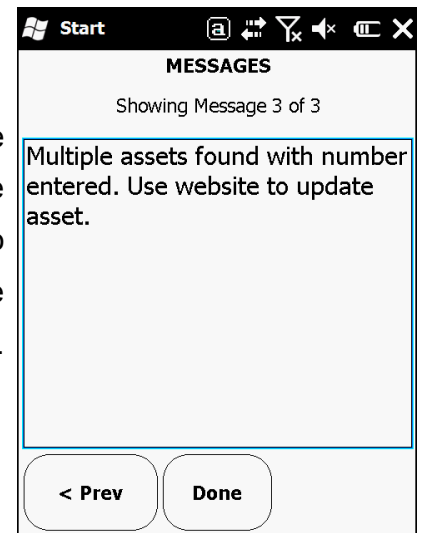 Start
MESSAGES
Showing Message 3 of 3
Multiple assets found with number
entered. Use website to update
asset.
< Prev
Done